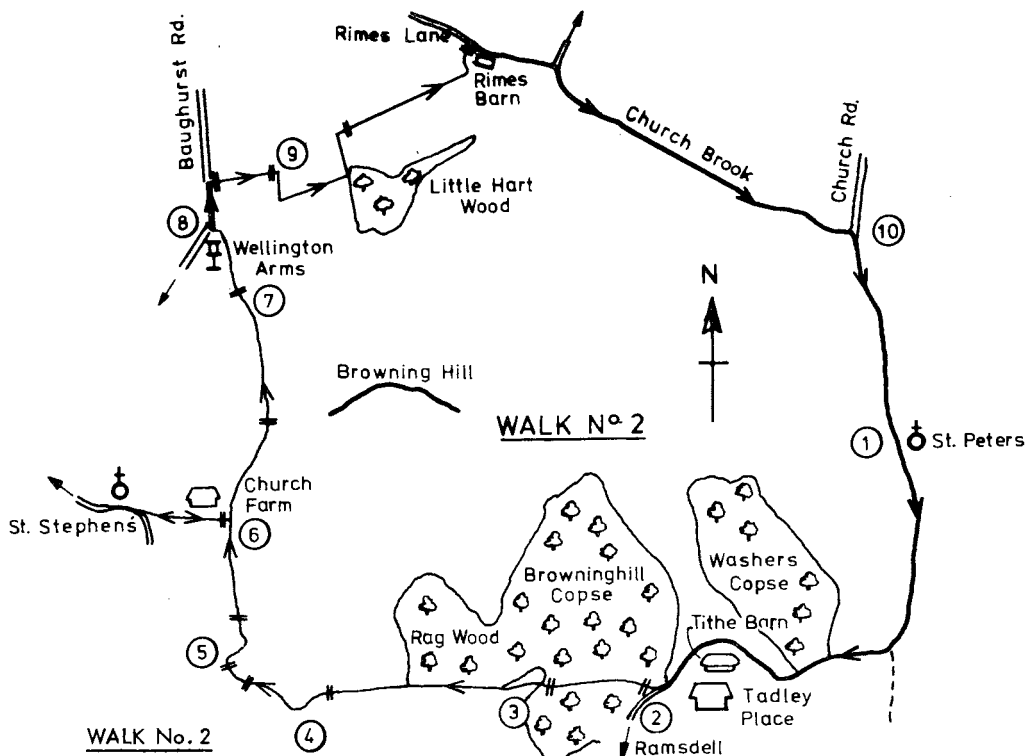 Baughurst Rd.
Rimes Lane
Rimes
Barn
Church Brook
Church Rd.
9
Little Hart
Wood
8
Wellington
Arms
7
10
N
Browning Hill
WALK Nº 2
1
St. Peters
Church
Farm
St. Stephens'
6
Browninghill
Copse
Washers
Copse
Tithe Barn
Rag Wood
5
3
2
4
Tadley
Place
WALK No. 2
Ramsdell